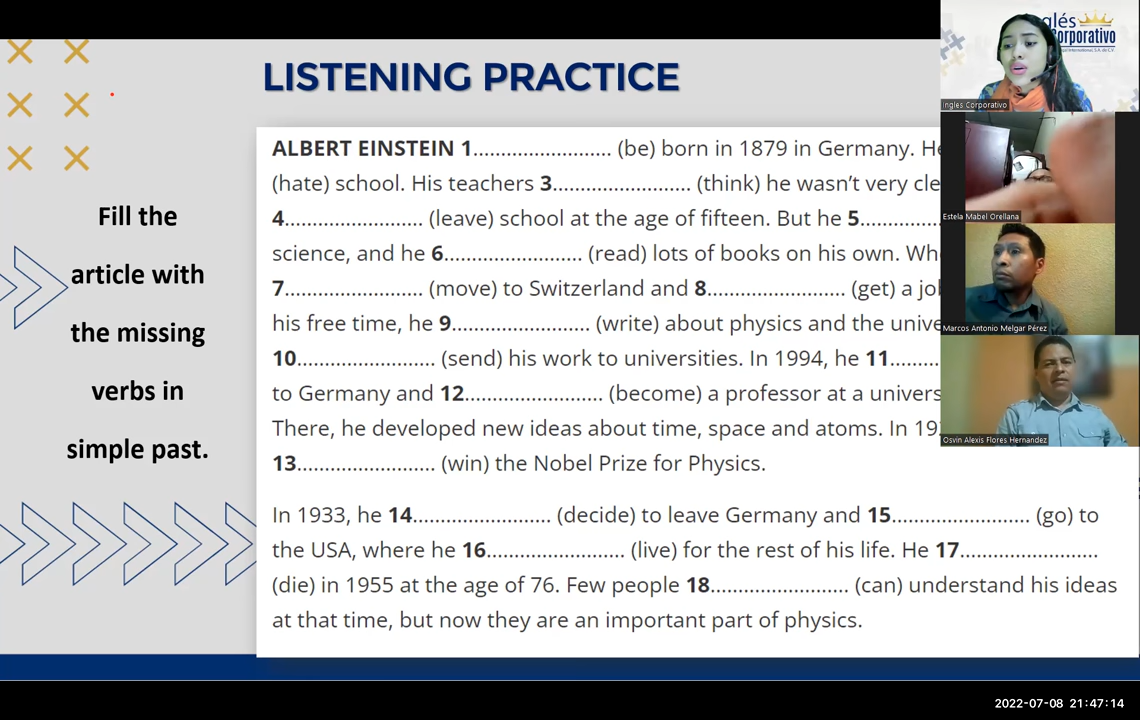 LISTENING PRACTICE
Fill the
article with
the missing
verbs in
simple past.
ALBERT EINSTEIN 1........................ (be) born in 1879 in Germany. He
(hate) school. His teachers 3........................ (think) he wasn't very cle
4........................ (leave) school at the age of fifteen. But he 5..............
science, and he 6........................ (read) lots of books on his own. Wh
7........................ (move) to Switzerland and 8........................ (get) a jo
his free time, he 9........................ (write) about physics and the unive
10........................ (send) his work to universities. In 1994, he 11.........
to Germany and 12........................ (become) a professor at a univers
There, he developed new ideas about time, space and atoms. In 19
13........................ (win) the Nobel Prize for Physics.
In 1933, he 14........................ (decide) to leave Germany and 15........................ (go) to
the USA, where he 16........................ (live) for the rest of his life. He 17........................
(die) in 1955 at the age of 76. Few people 18........................ (can) understand his ideas
at that time, but now they are an important part of physics.
glés
Corporativo
Ingles Corporativo
Estela Mabel Orellana
Marcos Antonio Melgar Pérez
Osvin Alexis Flores Hernandez
2022-07-08 21:47:14